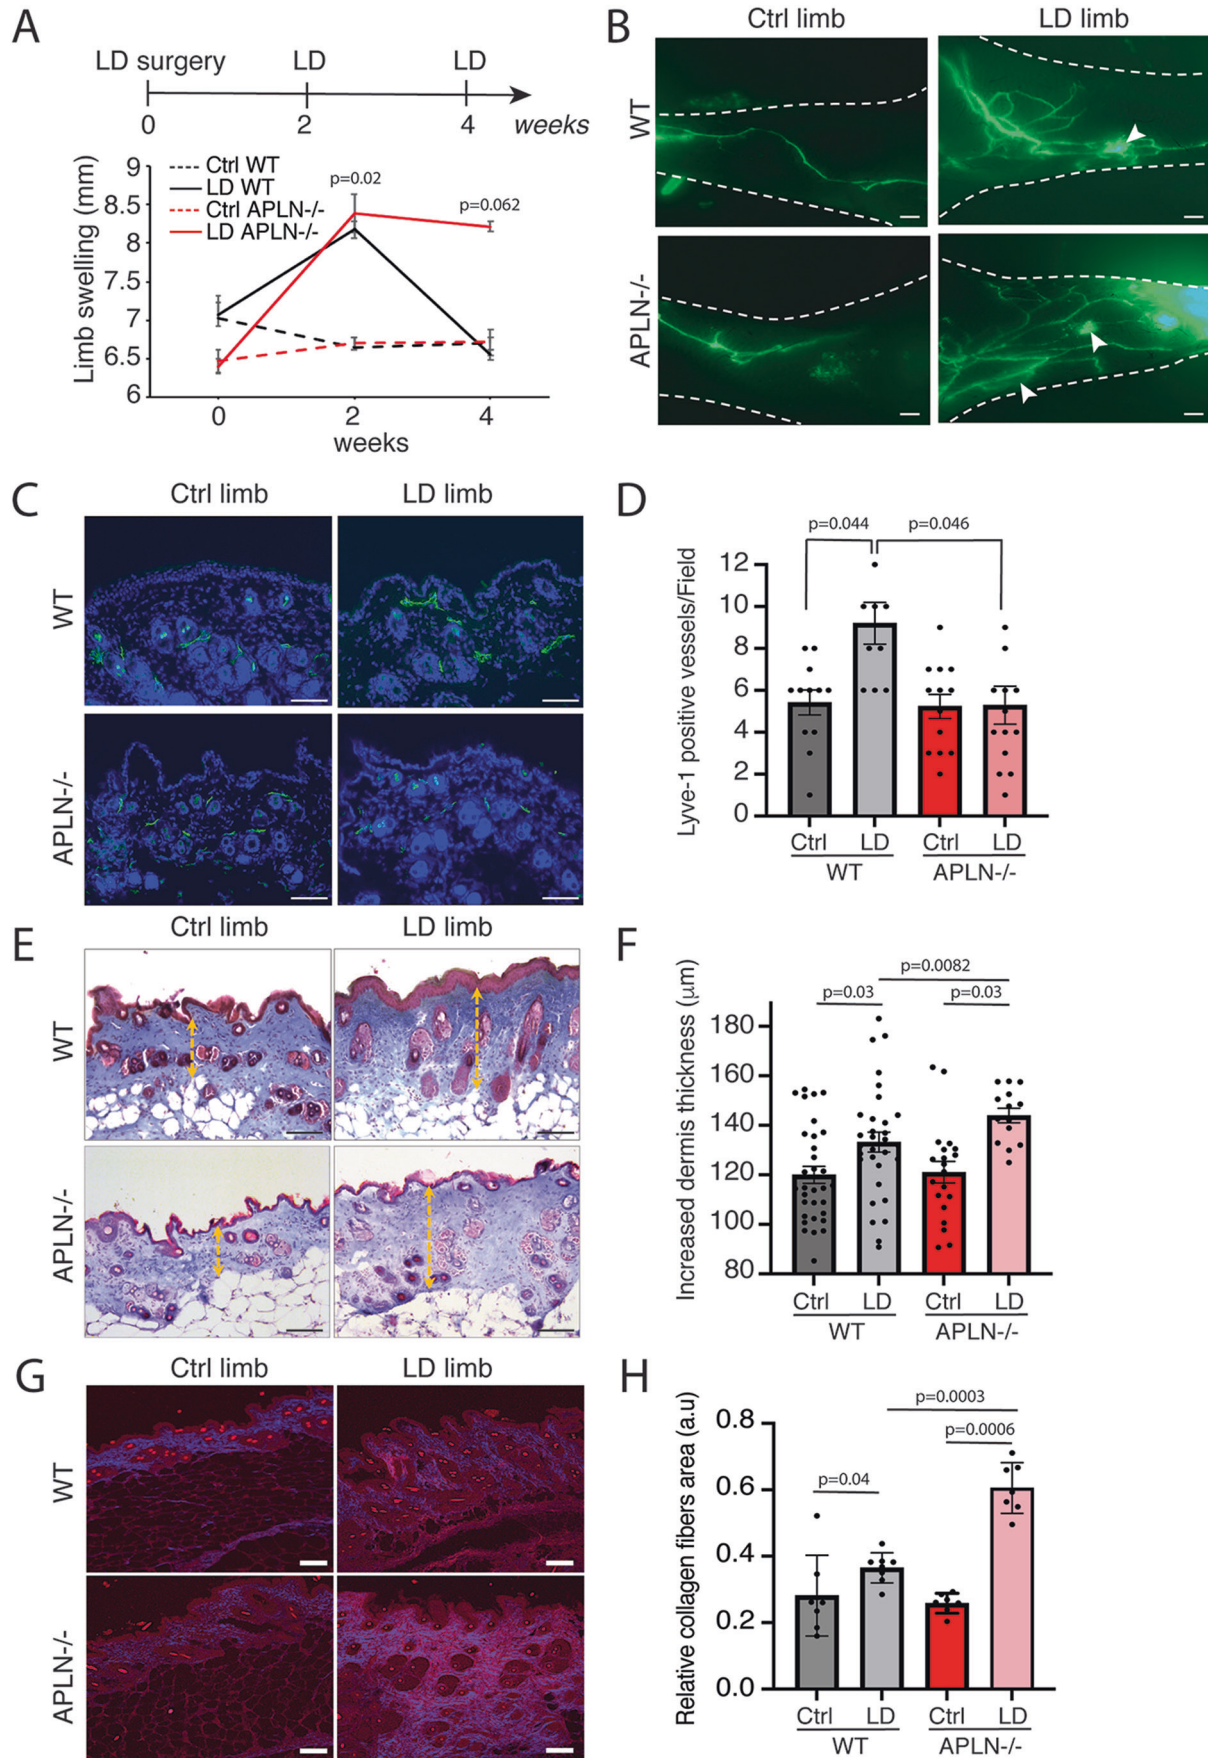 A
LD surgery LD LD
0 2 4 weeks
Limb swelling (mm)
9
8.5
8
7.5
7
6.5
6
Ctrl WT
LD WT
Ctrl APLN-/-
LD APLN-/-
p=0.02
p=0.062
0 2 4
weeks
B
Ctrl limb LD limb
WT
APLN-/-
C
Ctrl limb LD limb
WT
APLN-/-
D
Lyve-1 positive vessels/Field
p=0.044 p=0.046
12
10
8
6
4
2
0
Ctrl LD Ctrl LD
WT APLN-/-
E
Ctrl limb LD limb
WT
APLN-/-
F
Increased dermis thickness (μm)
p=0.0082
p=0.03 p=0.03
180
160
140
120
100
80
Ctrl LD Ctrl LD
WT APLN-/-
G
Ctrl limb LD limb
WT
APLN-/-
H
Relative collagen fibers area (a.u)
p=0.0003
p=0.0006
p=0.04
0.8
0.6
0.4
0.2
0.0
Ctrl LD Ctrl LD
WT APLN-/-